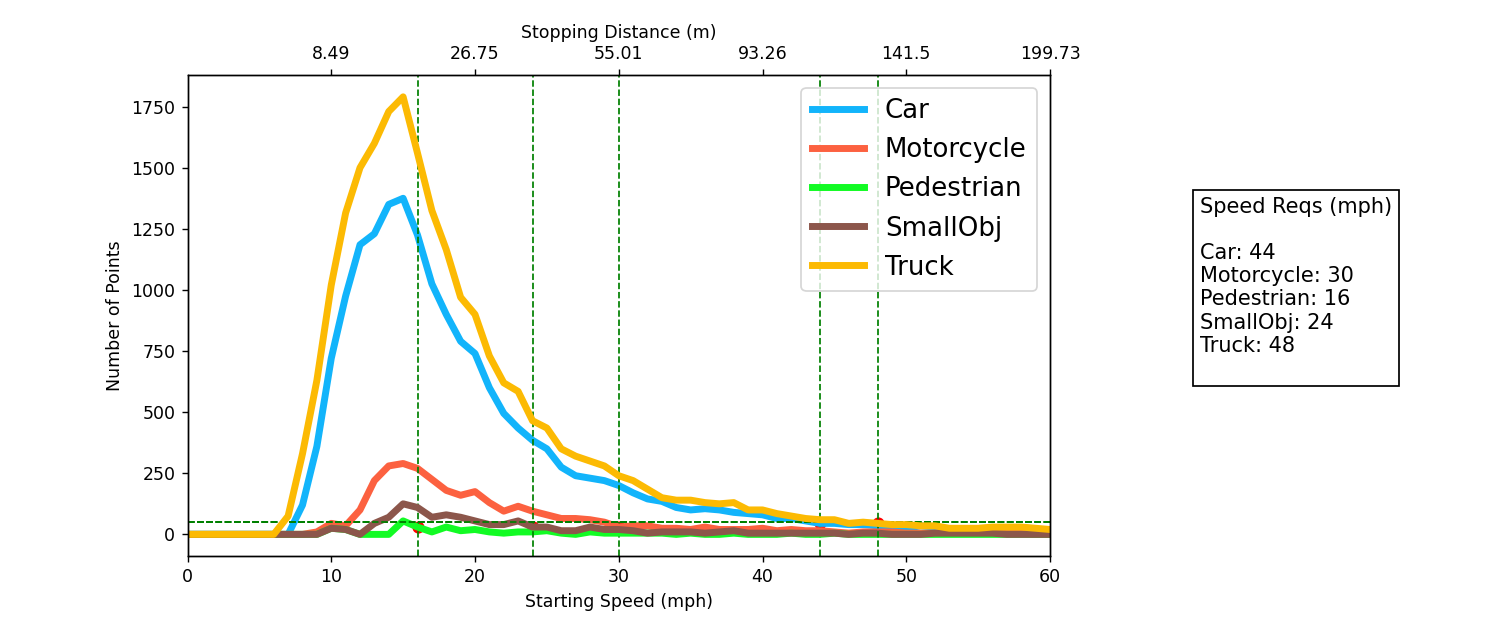 Stopping Distance (m)
8.49 26.75 55.01 93.26 141.5 199.73
1750
1500
1250
1000
750
500
250
0
Number of Points
Car
Motorcycle
Pedestrian
SmallObj
Truck
0 10 20 30 40 50 60
Starting Speed (mph)
Speed Reqs (mph)
Car: 44
Motorcycle: 30
Pedestrian: 16
SmallObj: 24
Truck: 48